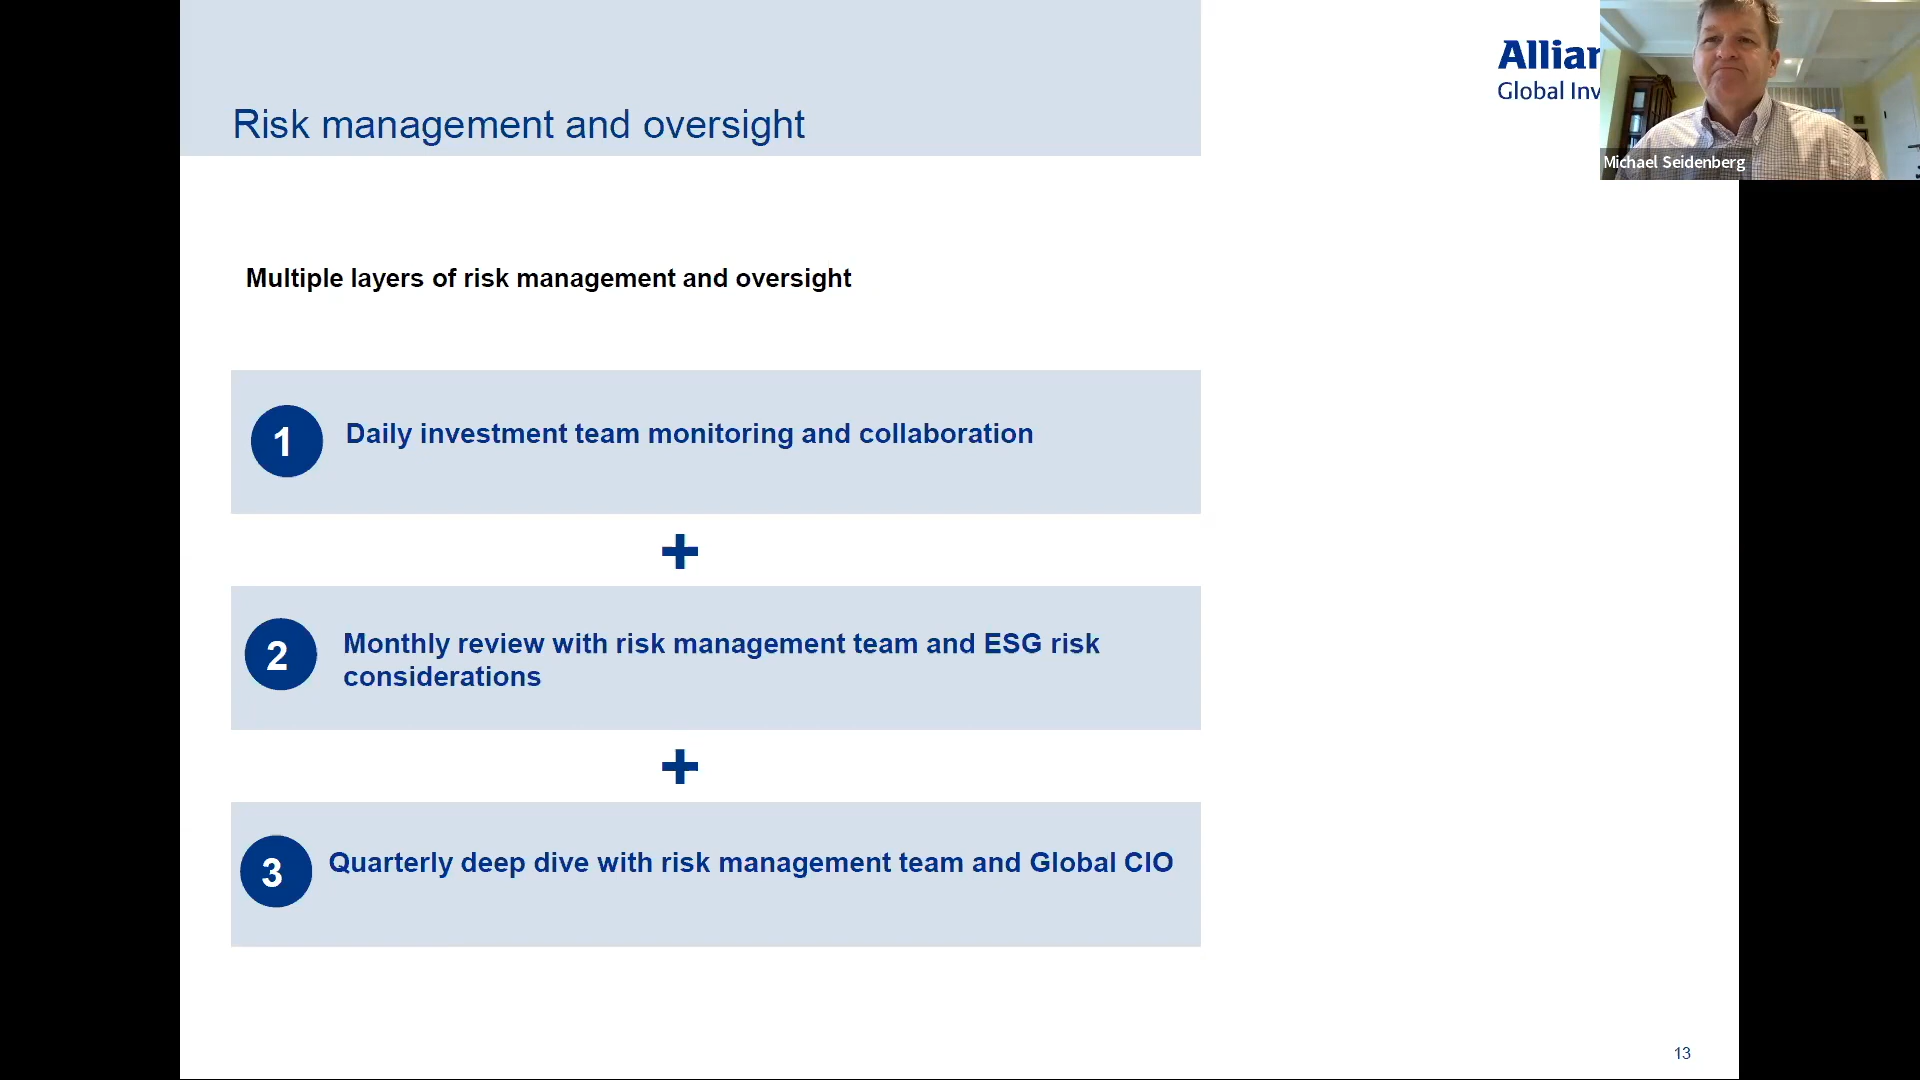 Risk management and oversight
Allian
Global Inv
Michael Seidenberg
Multiple layers of risk management and oversight
1
Daily investment team monitoring and collaboration
+
2
Monthly review with risk management team and ESG risk
considerations
+
3
Quarterly deep dive with risk management team and Global CIO
13